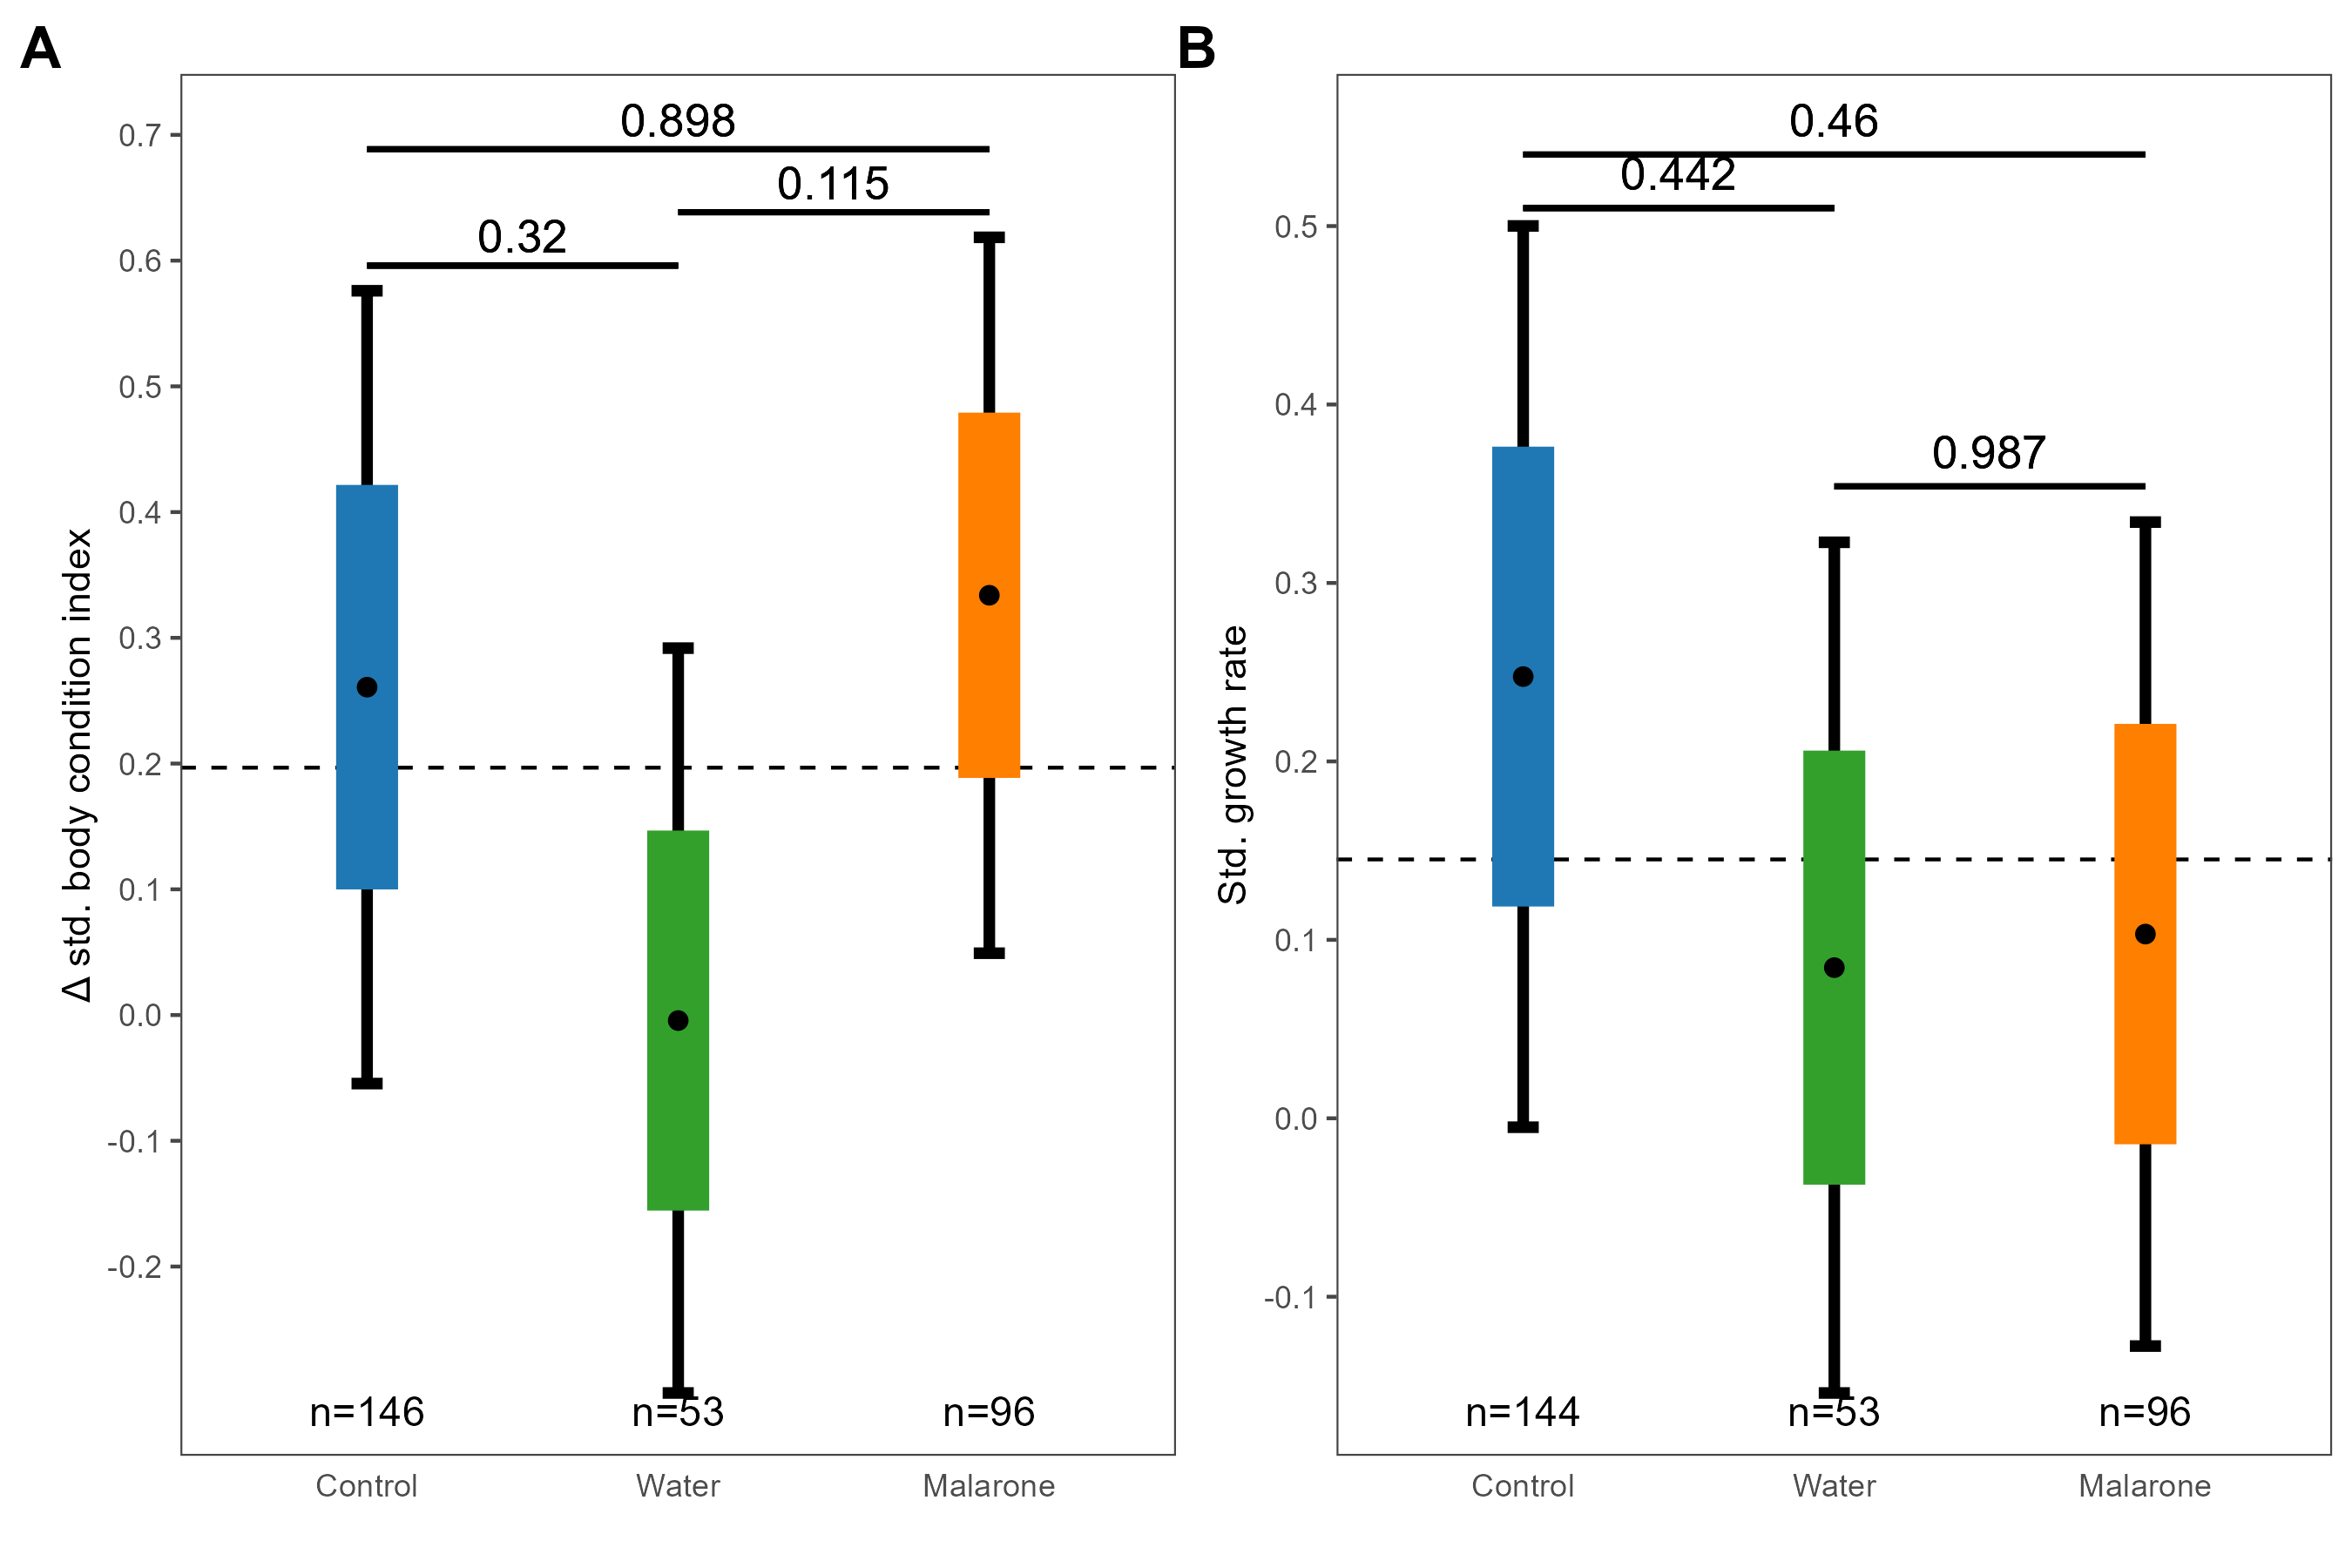 A
0.898
0.115
0.32
0.7
0.6
0.5
0.4
0.3
0.2
0.1
0.0
-0.1
-0.2
Δ std. body condition index
n=146
n=53
n=96
Control
Water
Malarone
B
0.46
0.442
0.987
0.5
0.4
0.3
0.2
0.1
0.0
-0.1
Std. growth rate
n=144
n=53
n=96
Control
Water
Malarone